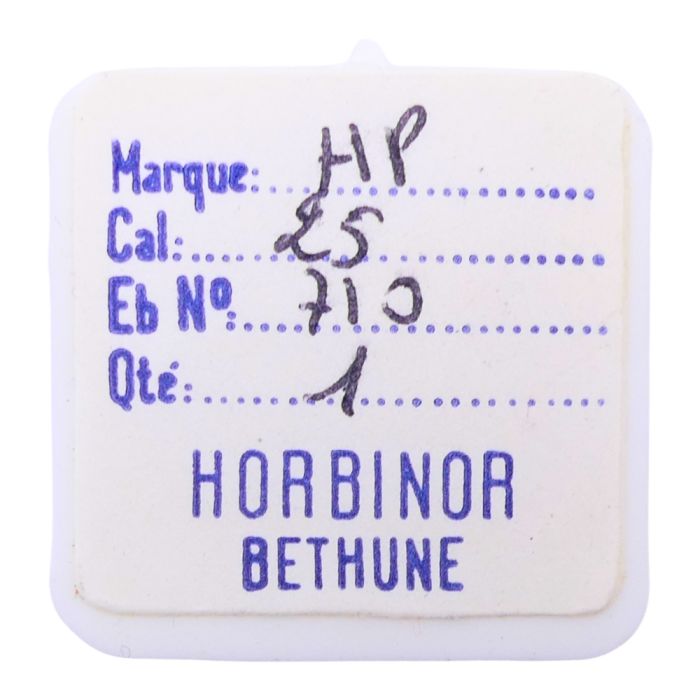 Marque: HP
Cal: 25
Eb Nº: 710
Qté: 1
HORBINOR
BETHUNE